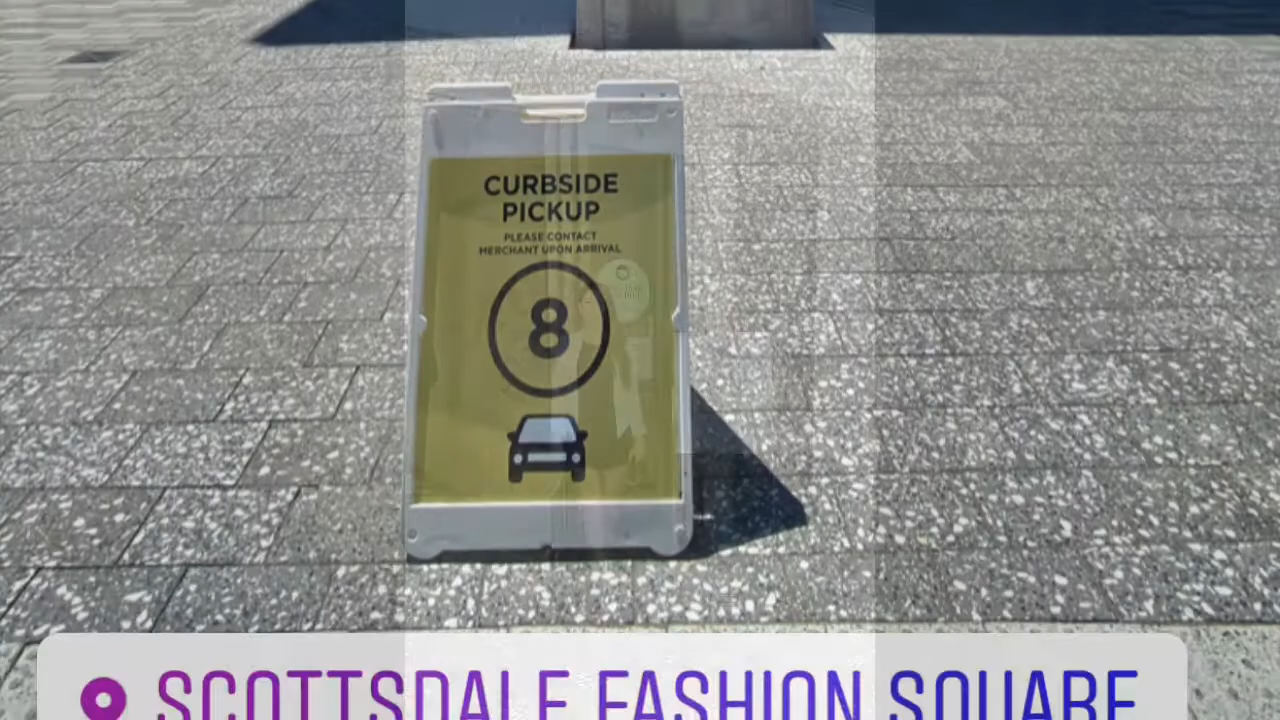 CURBSIDE
PICKUP
PLEASE CONTACT
MERCHANT UPON ARRIVAL
8
SCOTTSDALE FASHION SQUARE